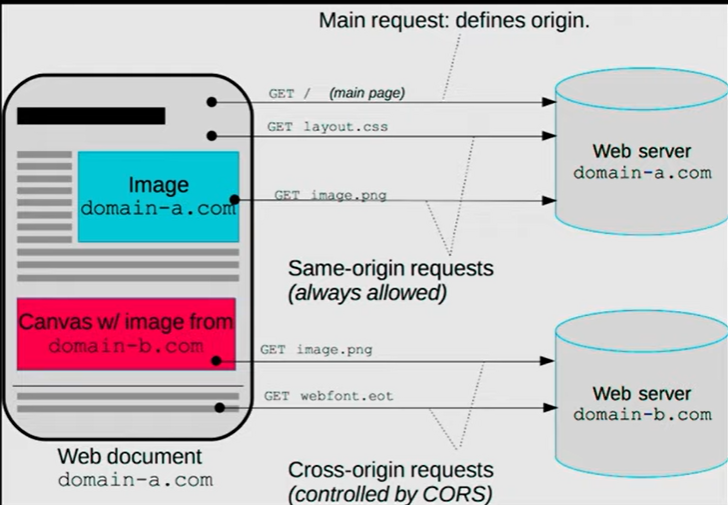 Main request: defines origin.
GET / (main page)
GET layout.css
Image
domain-a.com
GET image.png
Web server
domain-a.com
Same-origin requests
(always allowed)
Canvas w/ image from
domain-b.com
GET image.png
GET webfont.eot
Web server
domain-b.com
Web document
domain-a.com
Cross-origin requests
(controlled by CORS)